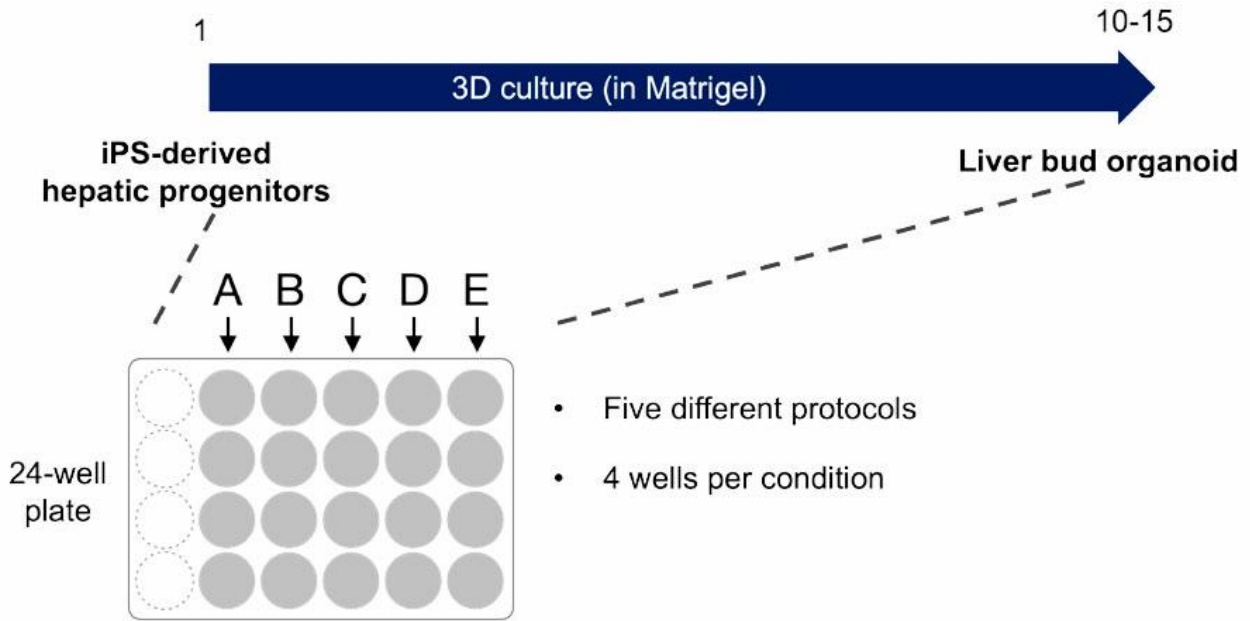 1
10-15
3D culture (in Matrigel)
iPS-derived
hepatic progenitors
Liver bud organoid
A B C D E
24-well
plate
• Five different protocols
• 4 wells per condition